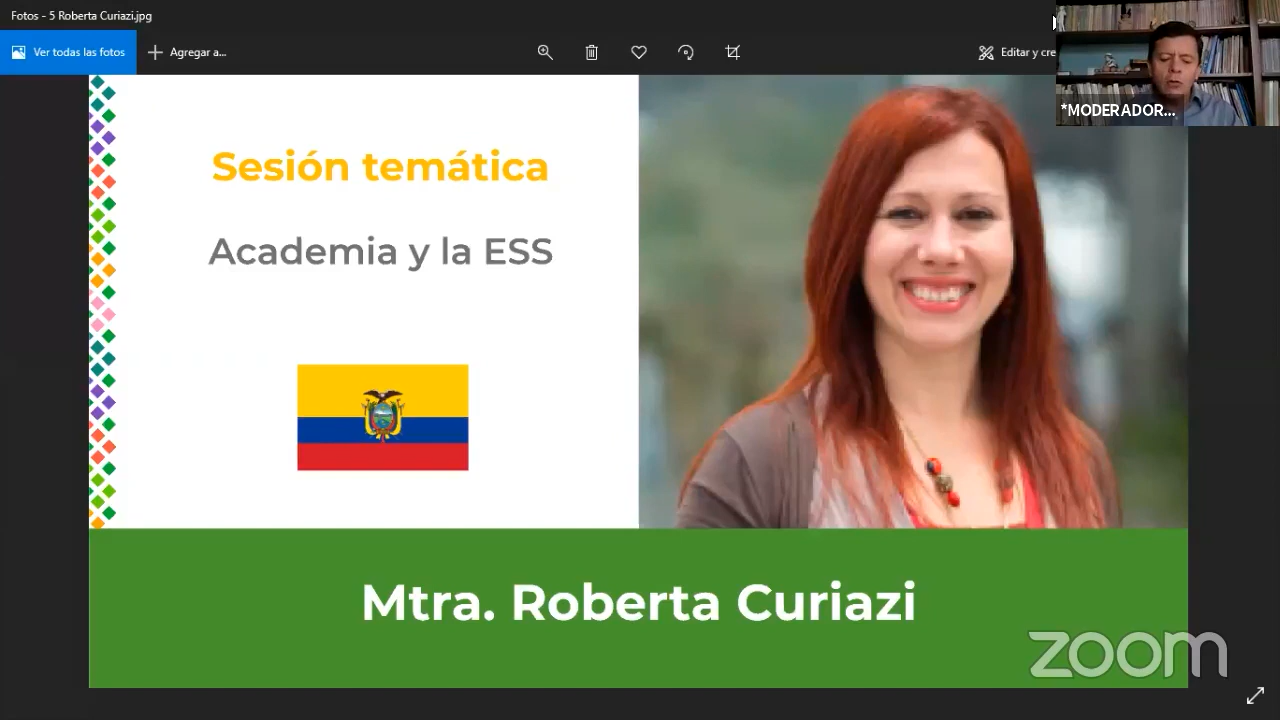 Fotos - 5 Roberta Curiazi.jpg
Ver todas las fotos
Agregar a...
Editar y cre
*MODERADOR...
Sesión temática
Academia y la ESS
Mtra. Roberta Curiazi
zoom